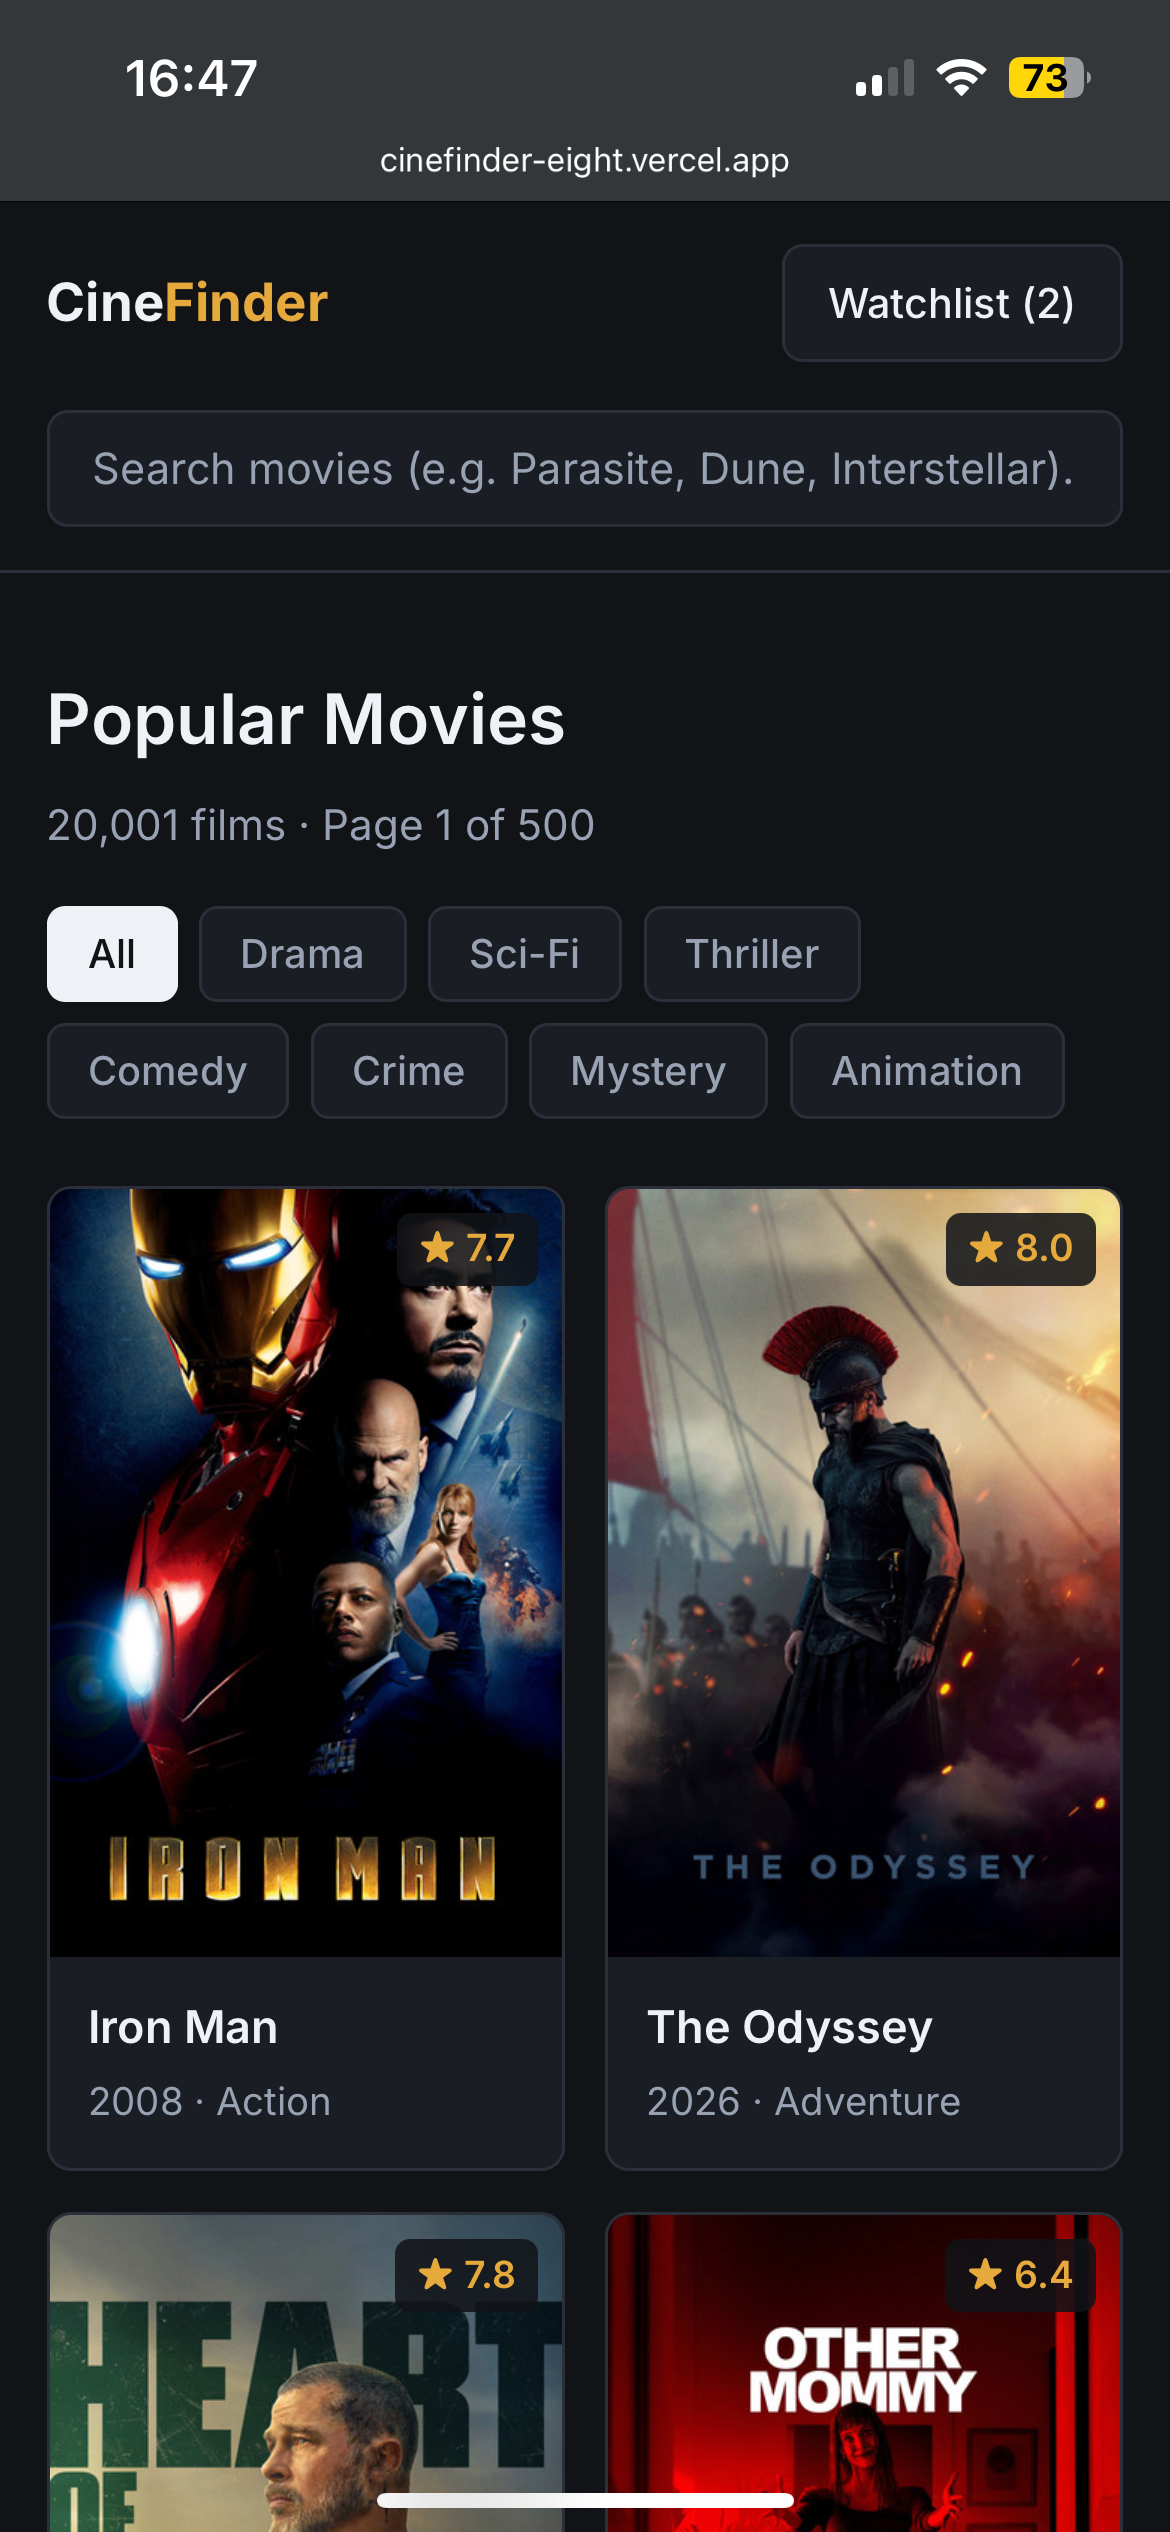 16:47
73
cinefinder-eight.vercel.app
CineFinder
Watchlist (2)
Search movies (e.g. Parasite, Dune, Interstellar).
Popular Movies
20,001 films · Page 1 of 500
All Drama Sci-Fi Thriller
Comedy Crime Mystery Animation
★ 7.7
★ 8.0
IRON MAN
THE ODYSSEY
Iron Man
2008 · Action
The Odyssey
2026 · Adventure
★ 7.8
★ 6.4
HEART
OF
OTHER
MOMMY